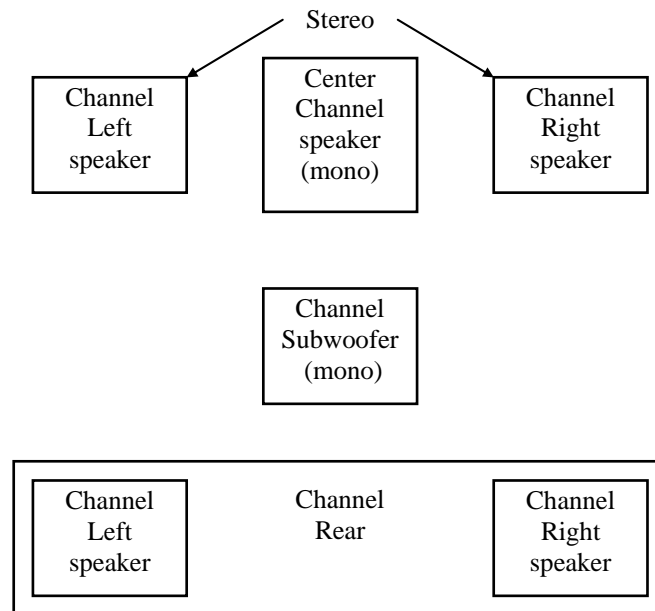 Stereo
Channel
Left
speaker
Center
Channel
speaker
(mono)
Channel
Right
speaker
Channel
Subwoofer
(mono)
Channel
Left
speaker
Channel
Rear
Channel
Right
speaker